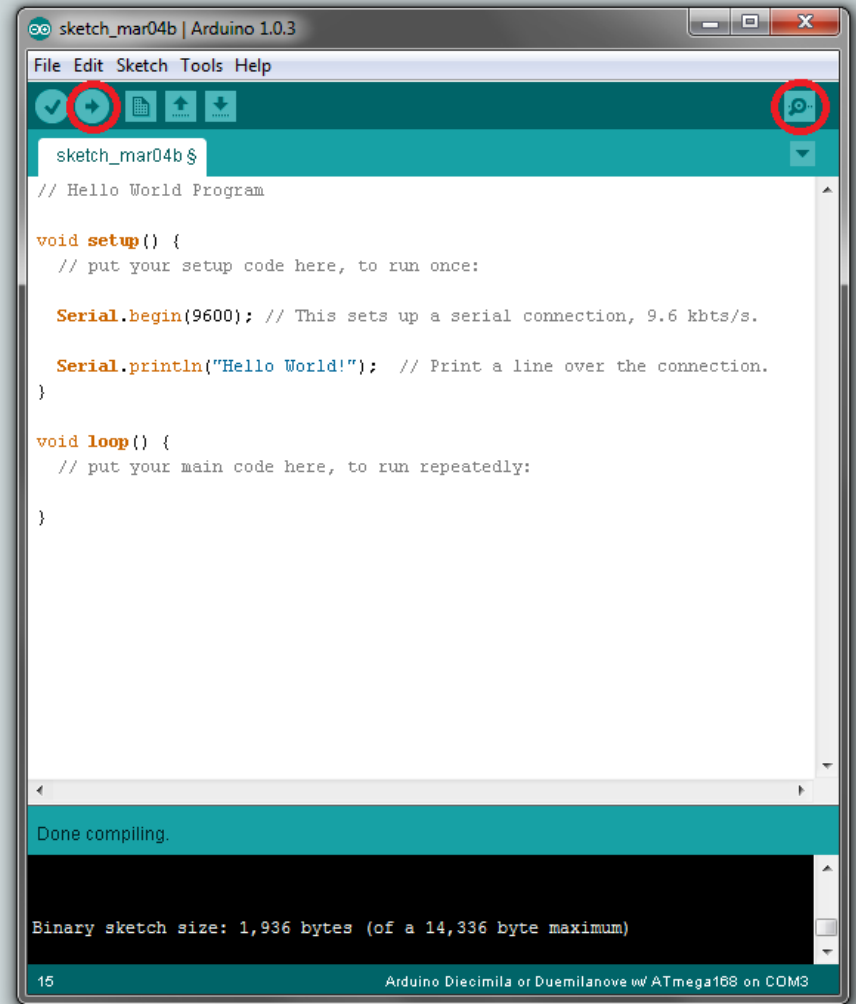 sketch_mar04b | Arduino 1.0.3
File Edit Sketch Tools Help
sketch_mar04b §
// Hello World Program
void setup() {
// put your setup code here, to run once:
Serial.begin(9600); // This sets up a serial connection, 9.6 kbts/s.
Serial.println("Hello World!"); // Print a line over the connection.
}
void loop() {
// put your main code here, to run repeatedly:
}
Done compiling.
Binary sketch size: 1,936 bytes (of a 14,336 byte maximum)
15 Arduino Diecimila or Duemilanove w/ ATmega168 on COM3